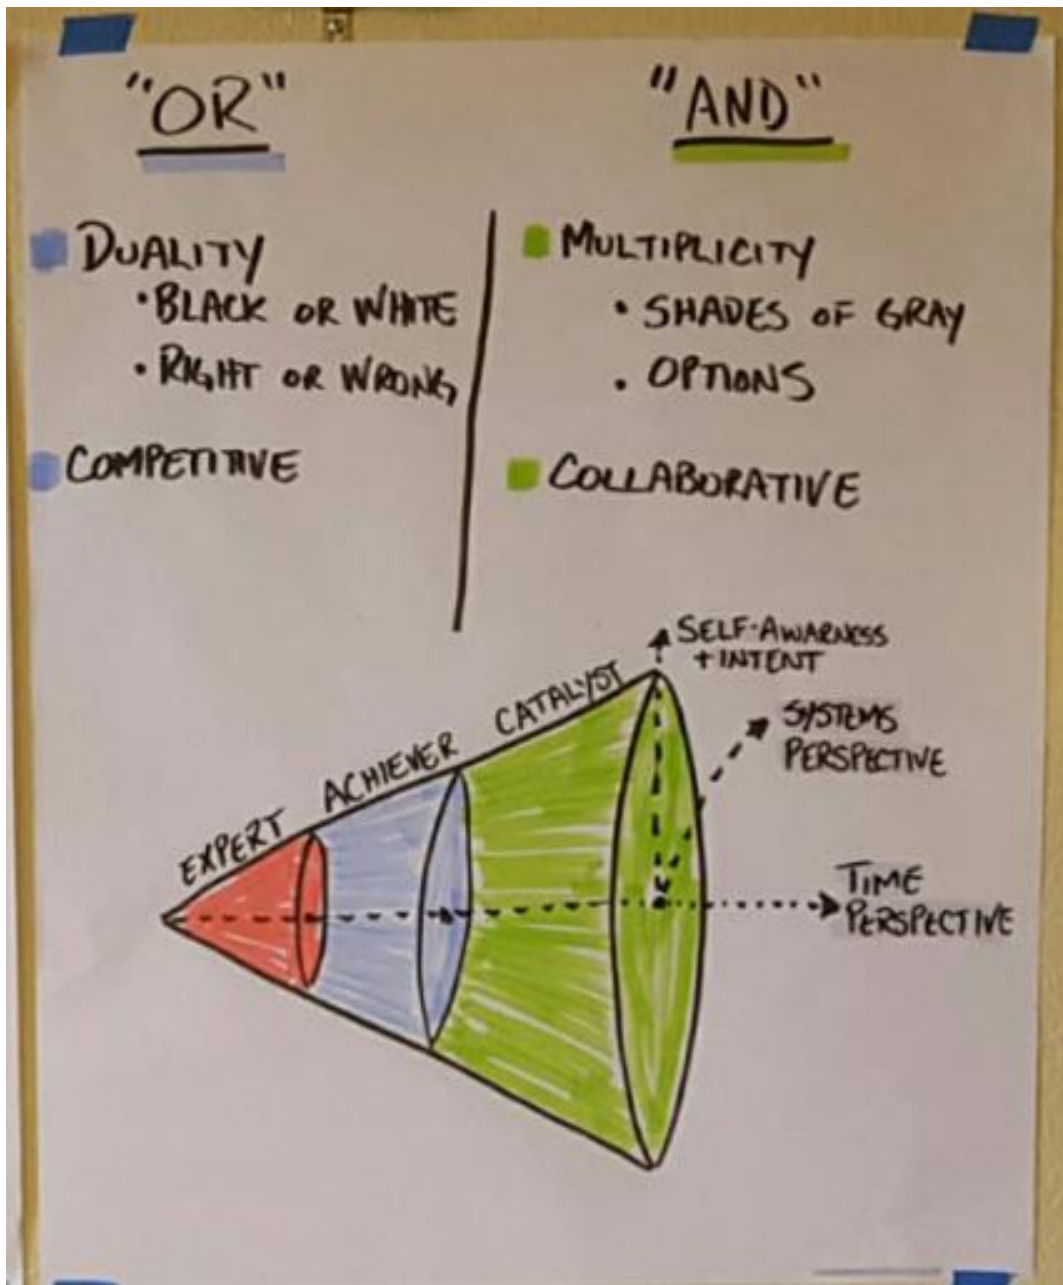 "OR"
DUALITY
• BLACK OR WHITE
• RIGHT OR WRONG
COMPETITIVE
"AND"
MULTIPLICITY
• SHADES OF GRAY
• OPTIONS
COLLABORATIVE
EXPERT
ACHIEVER
CATALYST
SELF-AWARNESS
+ INTENT
SYSTEMS
PERSPECTIVE
TIME
PERSPECTIVE